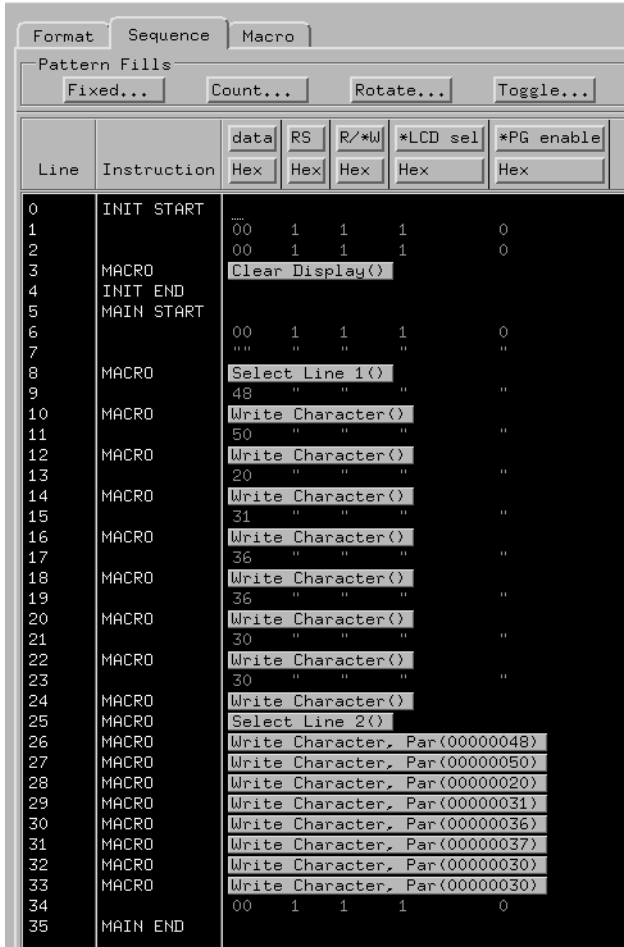 Format Sequence Macro
Pattern Fills
Fixed... Count... Rotate... Toggle...
data RS R/*W *LCD sel *PG enable
Line Instruction Hex Hex Hex Hex Hex
0 INIT START
1 00 1 1 1 0
2 00 1 1 1 0
3 MACRO Clear Display()
4 INIT END
5 MAIN START
6 00 1 1 1 0
7 "" " " " "
8 MACRO Select Line 1()
9 48 " " " "
10 MACRO Write Character()
11 50 " " " "
12 MACRO Write Character()
13 20 " " " "
14 MACRO Write Character()
15 31 " " " "
16 MACRO Write Character()
17 36 " " " "
18 MACRO Write Character()
19 36 " " " "
20 MACRO Write Character()
21 30 " " " "
22 MACRO Write Character()
23 30 " " " "
24 MACRO Write Character()
25 MACRO Select Line 2()
26 MACRO Write Character, Par(00000048)
27 MACRO Write Character, Par(00000050)
28 MACRO Write Character, Par(00000020)
29 MACRO Write Character, Par(00000031)
30 MACRO Write Character, Par(00000036)
31 MACRO Write Character, Par(00000037)
32 MACRO Write Character, Par(00000030)
33 MACRO Write Character, Par(00000030)
34 00 1 1 1 0
35 MAIN END